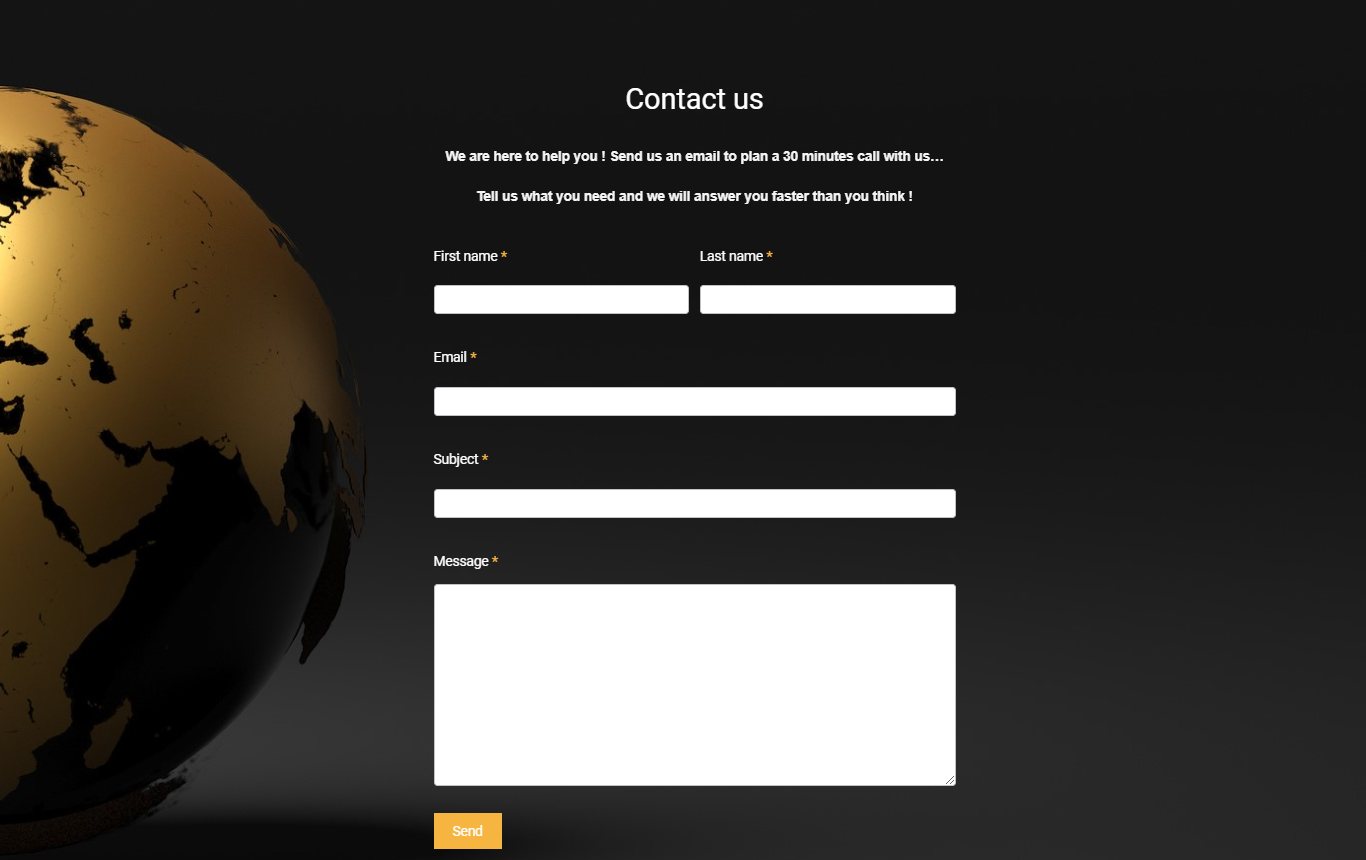 Contact us
We are here to help you ! Send us an email to plan a 30 minutes call with us...
Tell us what you need and we will answer you faster than you think !
First name * Last name *
Email *
Subject *
Message *
Send